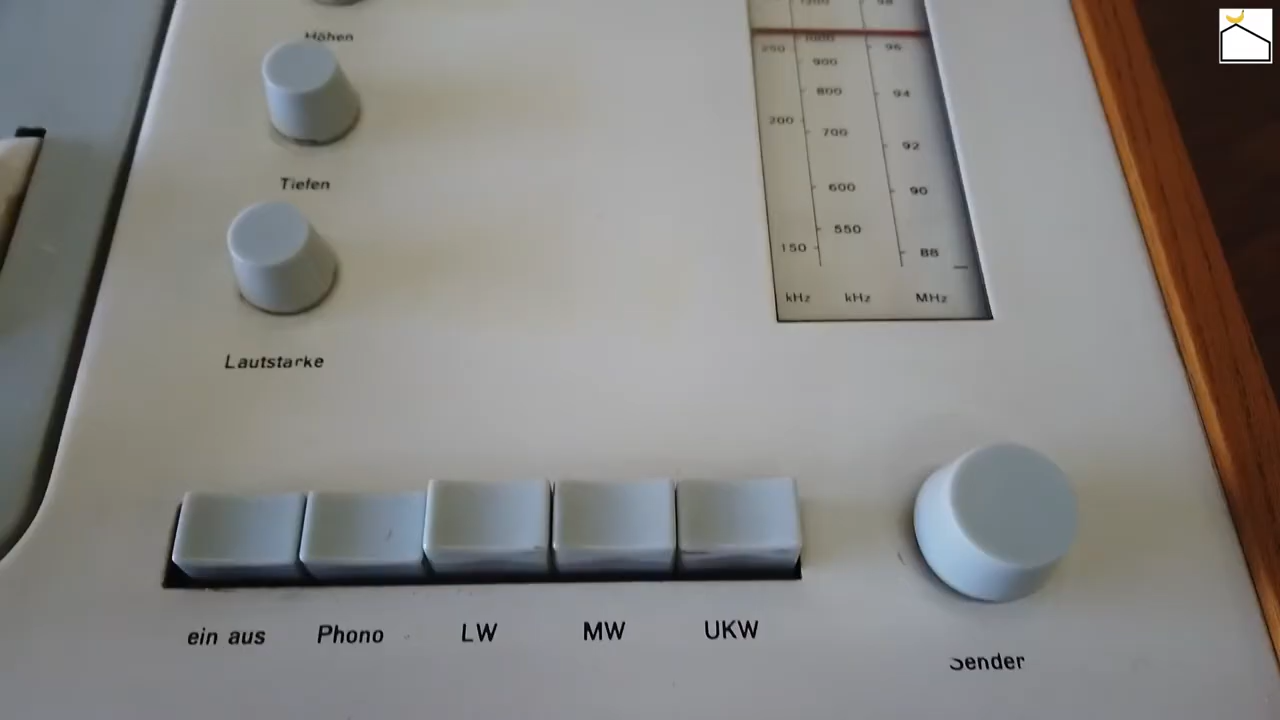 Höhen
Tiefen
Lautstarke
1000 96
250
900
800 94
200
700
92
600 90
550
150 88
kHz kHz MHz
ein aus Phono LW MW UKW
Sender